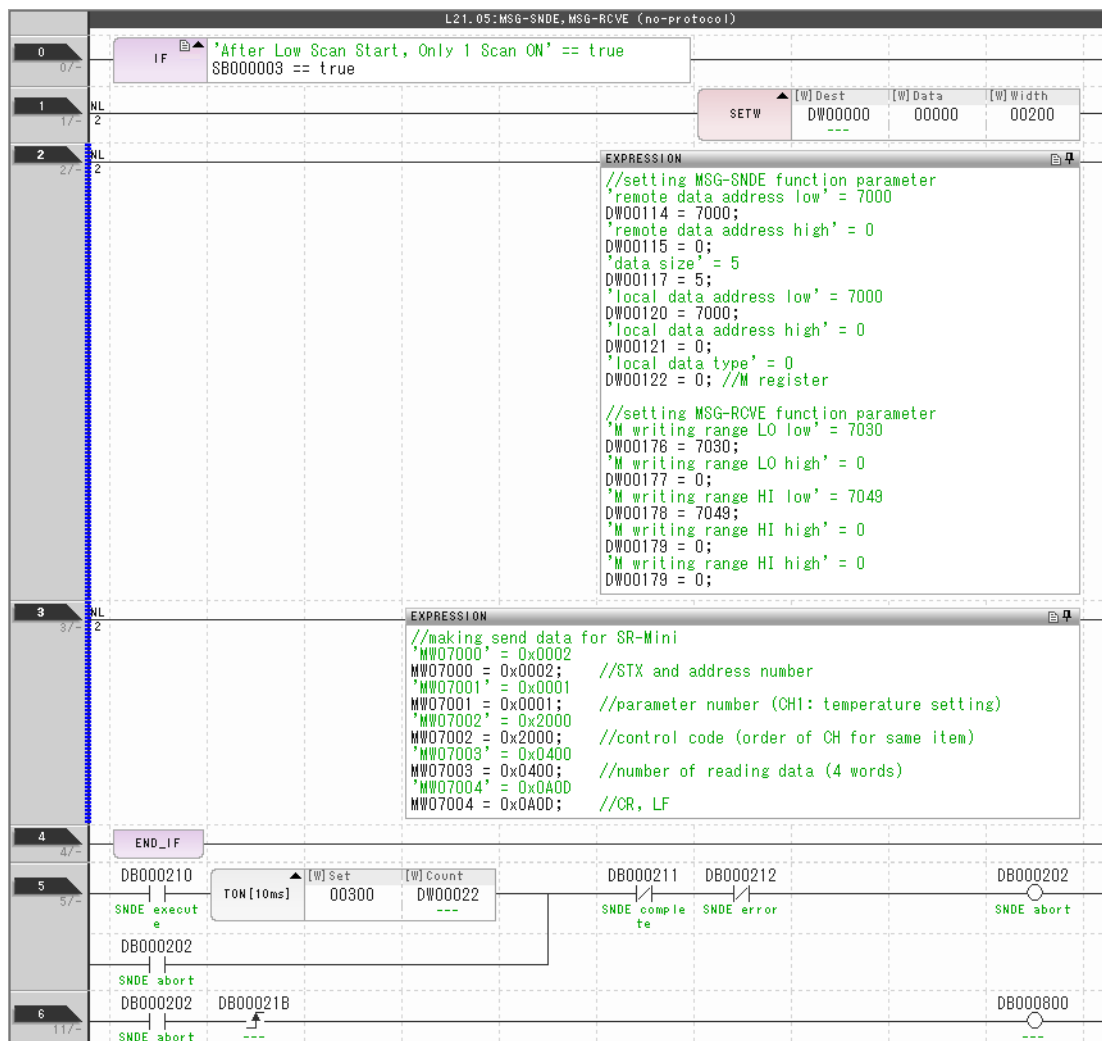 L21.05:MSG-SNDE,MSG-RCVE (no-protocol)
0
0/-
IF
'After Low Scan Start, Only 1 Scan ON' == true
SB000003 == true
1
1/-
NL
2
SETW
[W]Dest
[W]Data
[W]Width
DW00000
00000
00200
---
2
27/-
NL
2
EXPRESSION
//setting MSG-SNDE function parameter
'remote data address low' = 7000
DW00114 = 7000;
'remote data address high' = 0
DW00115 = 0;
'data size' = 5
DW00117 = 5;
'local data address low' = 7000
DW00120 = 7000;
'local data address high' = 0
DW00121 = 0;
'local data type' = 0
DW00122 = 0; //M register
//setting MSG-RCVE function parameter
'M writing range LO low' = 7030
DW00176 = 7030;
'M writing range LO high' = 0
DW00177 = 0;
'M writing range HI low' = 7049
DW00178 = 7049;
'M writing range HI high' = 0
DW00179 = 0;
'M writing range HI high' = 0
DW00179 = 0;
3
3/-
NL
2
EXPRESSION
//making send data for SR-Mini
'MW07000' = 0x0002
MW07000 = 0x0002; //STX and address number
'MW07001' = 0x0001
MW07001 = 0x0001; //parameter number (CH1: temperature setting)
'MW07002' = 0x2000
MW07002 = 0x2000; //control code (order of CH for same item)
'MW07003' = 0x0400
MW07003 = 0x0400; //number of reading data (4 words)
'MW07004' = 0x0A0D
MW07004 = 0x0A0D; //CR, LF
4
4/-
END_IF
5
5/-
DB000210
SNDE execut
e
TON[10ms]
[W]Set
[W]Count
00300
DW00022
---
DB000211
SNDE comple
te
DB000212
SNDE error
DB000202
SNDE abort
DB000202
SNDE abort
6
11/-
DB000202
SNDE abort
DB00021B
---
DB000800
---